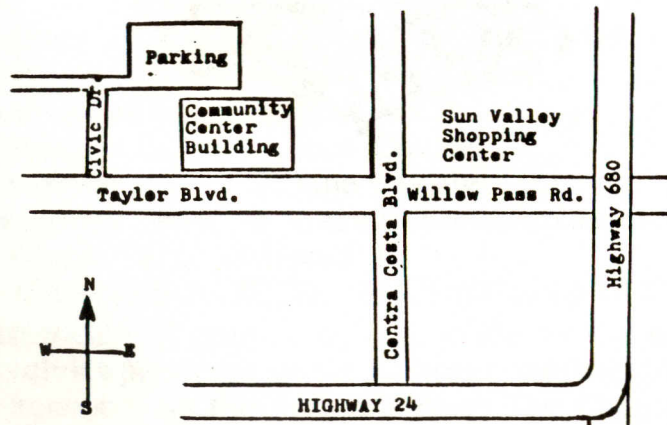 Parking
Civic Dr.
Community
Center
Building
Sun Valley
Shopping
Center
Taylor Blvd.
Willow Pass Rd.
Contra Costa Blvd.
Highway 680
N
W E
S
HIGHWAY 24